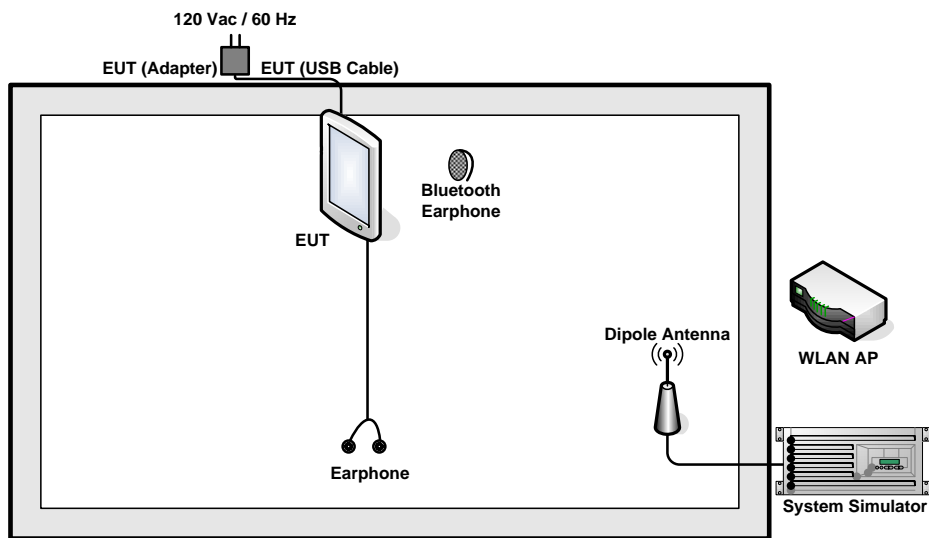 120 Vac / 60 Hz
EUT (Adapter)
EUT (USB Cable)
Bluetooth
Earphone
EUT
Dipole Antenna
WLAN AP
Earphone
System Simulator